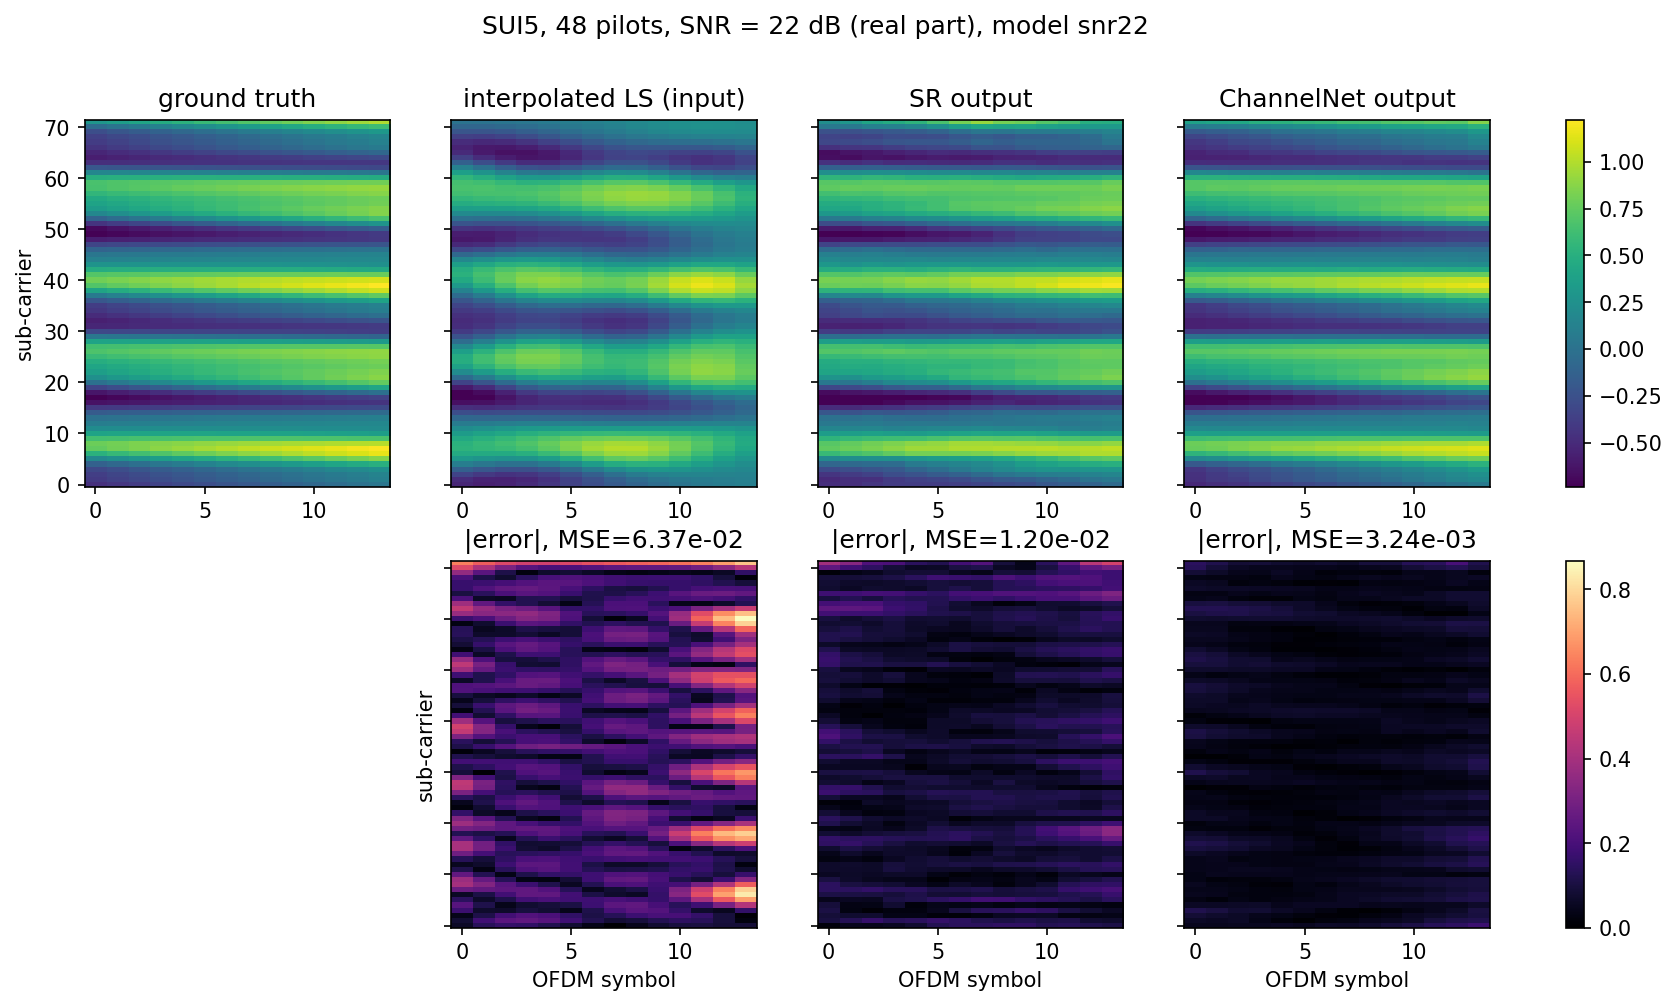 SUI5, 48 pilots, SNR = 22 dB (real part), model snr22
ground truth
interpolated LS (input)
SR output
ChannelNet output
sub-carrier
70
60
50
40
30
20
10
0
0 5 10
0 5 10
0 5 10
0 5 10
1.00
0.75
0.50
0.25
0.00
−0.25
−0.50
|error|, MSE=6.37e-02
|error|, MSE=1.20e-02
|error|, MSE=3.24e-03
sub-carrier
0 5 10
0 5 10
0 5 10
OFDM symbol
OFDM symbol
OFDM symbol
0.8
0.6
0.4
0.2
0.0